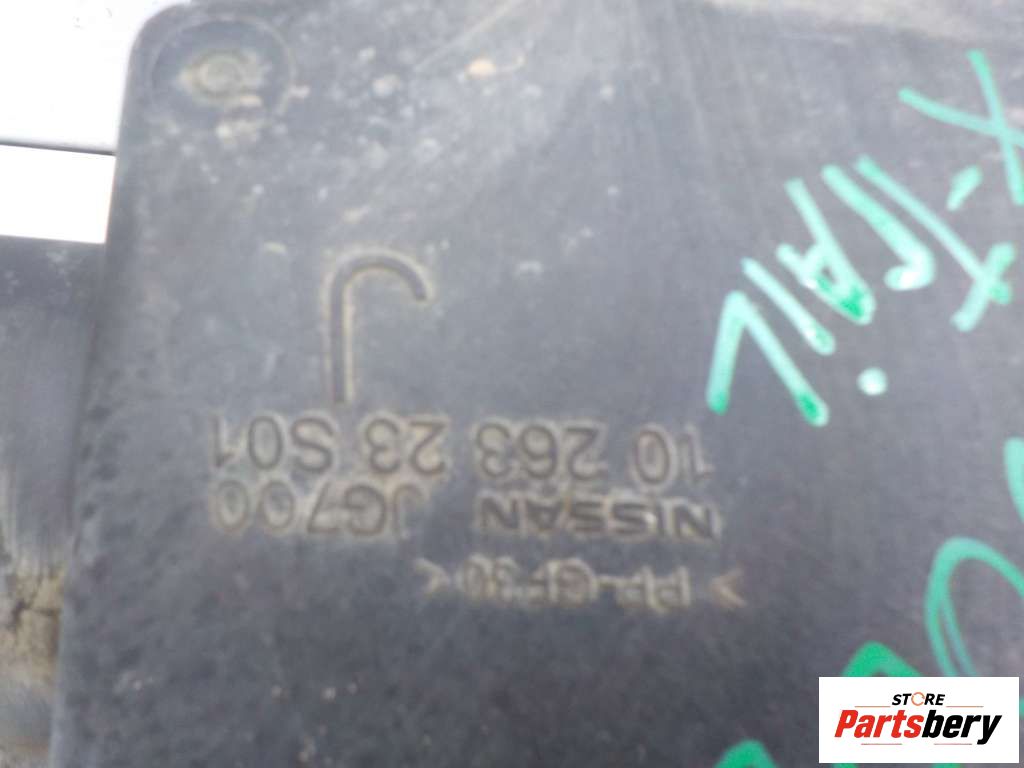 >PP-GF30<
NISSAN JG700
10 263 23 S01
J
X-TRAIL
STORE
Partsbery